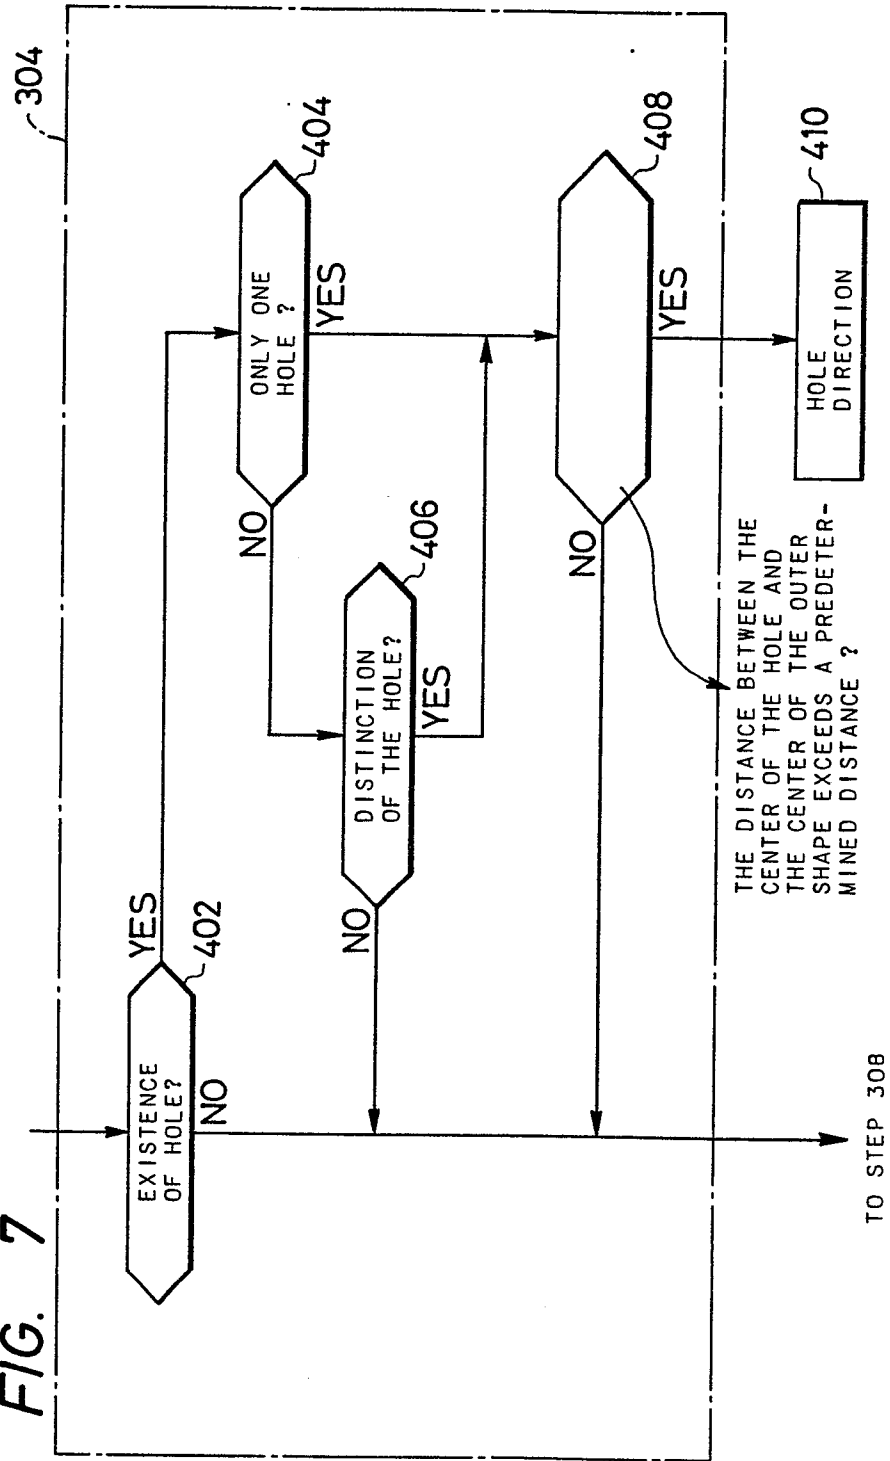 FIG. 7
304
EXISTENCE
OF HOLE?
402
YES
NO
ONLY ONE
HOLE ?
404
NO
YES
DISTINCTION
OF THE HOLE?
406
NO
YES
408
NO
YES
THE DISTANCE BETWEEN THE
CENTER OF THE HOLE AND
THE CENTER OF THE OUTER
SHAPE EXCEEDS A PREDETER-
MINED DISTANCE ?
HOLE
DIRECTION
410
TO STEP 308